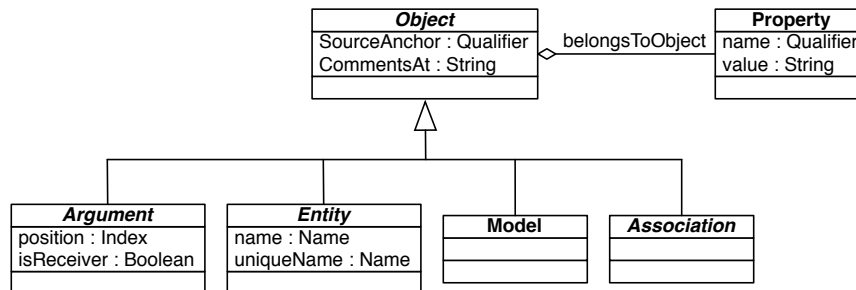 Object
SourceAnchor : Qualifier
CommentsAt : String
belongsToObject
Property
name : Qualifier
value : String
Argument
position : Index
isReceiver : Boolean
Entity
name : Name
uniqueName : Name
Model
Association